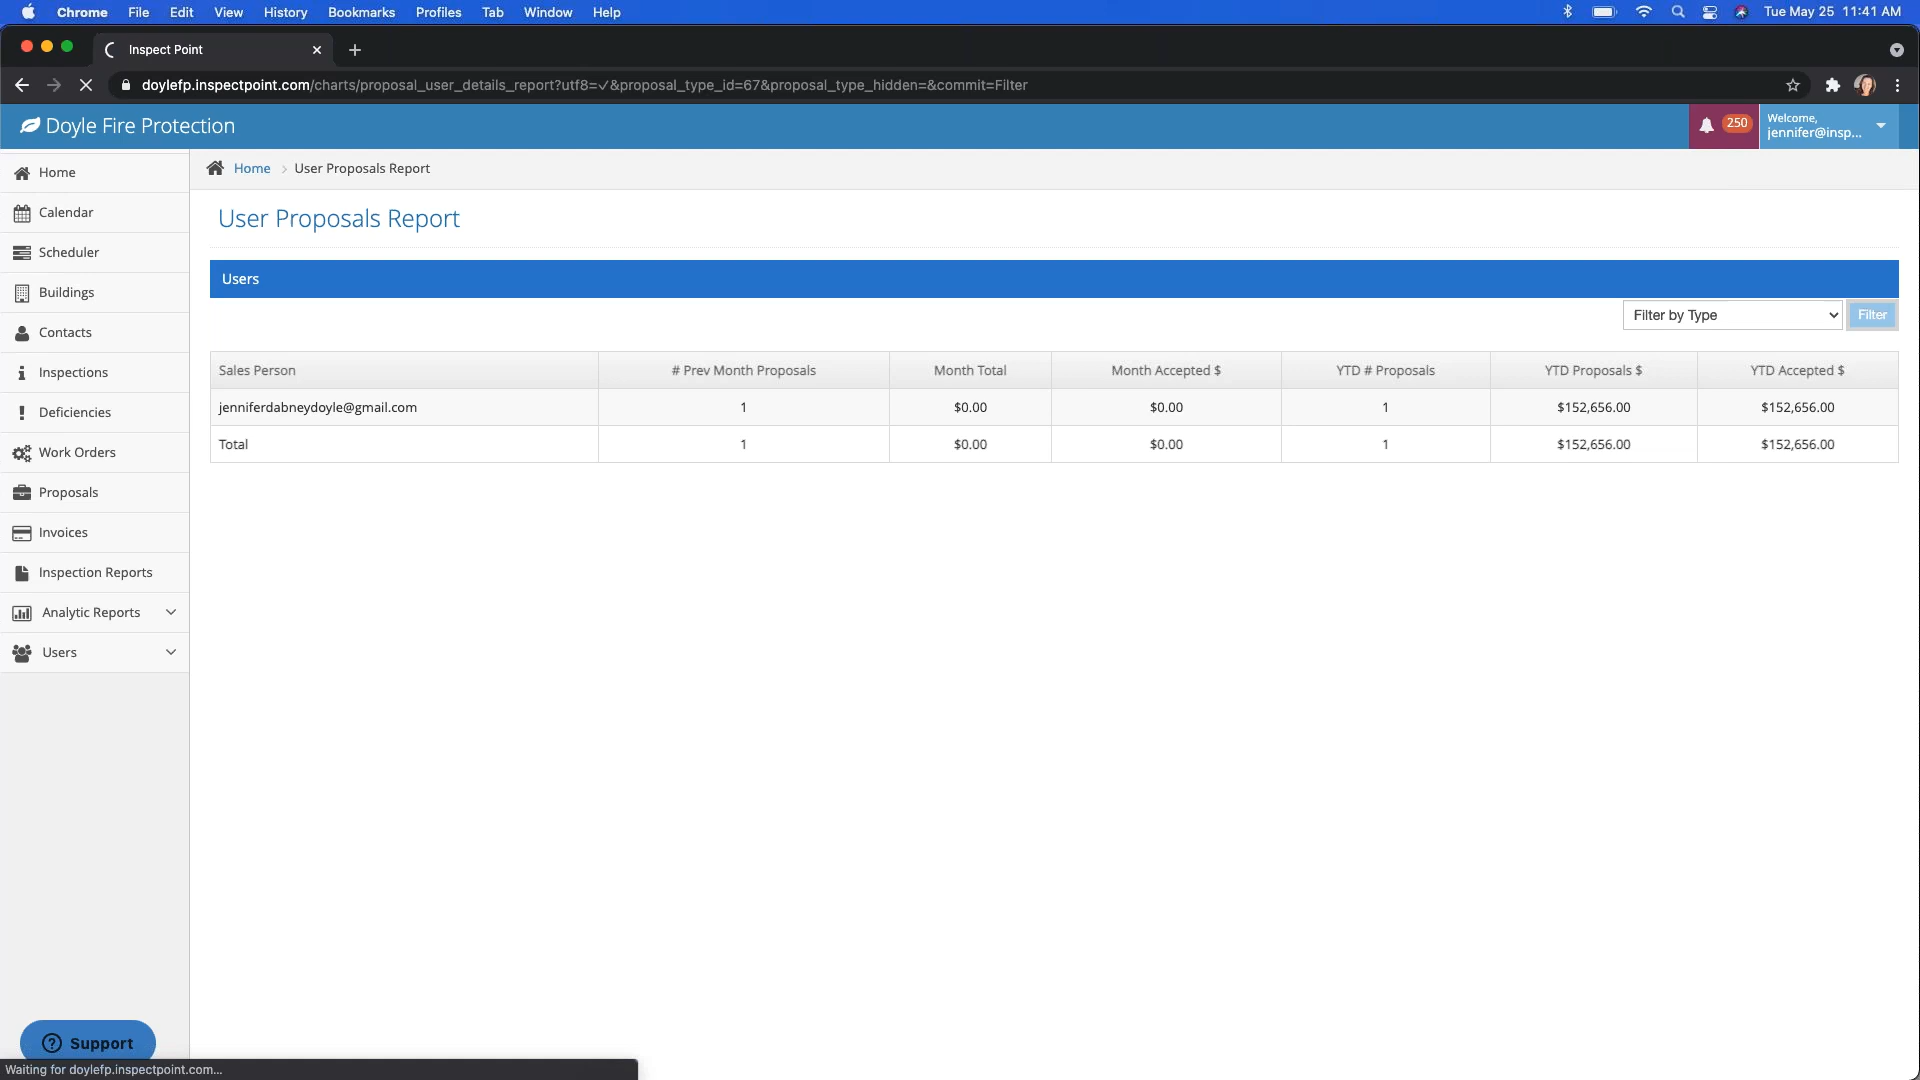 Chrome File Edit View History Bookmarks Profiles Tab Window Help Tue May 25 11:41 AM
Inspect Point
doylefp.inspectpoint.com/charts/proposal_user_details_report?utf8=✓&proposal_type_id=67&proposal_type_hidden=&commit=Filter
Doyle Fire Protection
250
Welcome,
jennifer@insp...
Home
Calendar
Scheduler
Buildings
Contacts
Inspections
Deficiencies
Work Orders
Proposals
Invoices
Inspection Reports
Analytic Reports
Users
Home User Proposals Report
User Proposals Report
Users
Filter by Type Filter
Sales Person # Prev Month Proposals Month Total Month Accepted $ YTD # Proposals YTD Proposals $ YTD Accepted $
jenniferdabneydoyle@gmail.com 1 $0.00 $0.00 1 $152,656.00 $152,656.00
Total 1 $0.00 $0.00 1 $152,656.00 $152,656.00
Support
Waiting for doylefp.inspectpoint.com...